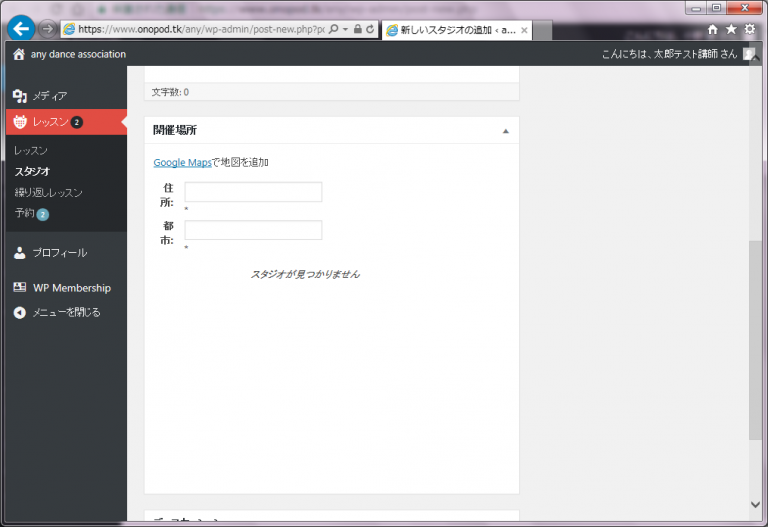 https://www.onopod.tk/any/wp-admin/post-new.php?pc
新しいスタジオの追加 ‹ a...
any dance association
こんにちは、太郎テスト講師 さん
メディア
レッスン 2
レッスン
スタジオ
繰り返しレッスン
予約 2
プロフィール
WP Membership
メニューを閉じる
文字数: 0
開催場所
Google Mapsで地図を追加
住
所:
*
都
市:
*
スタジオが見つかりません